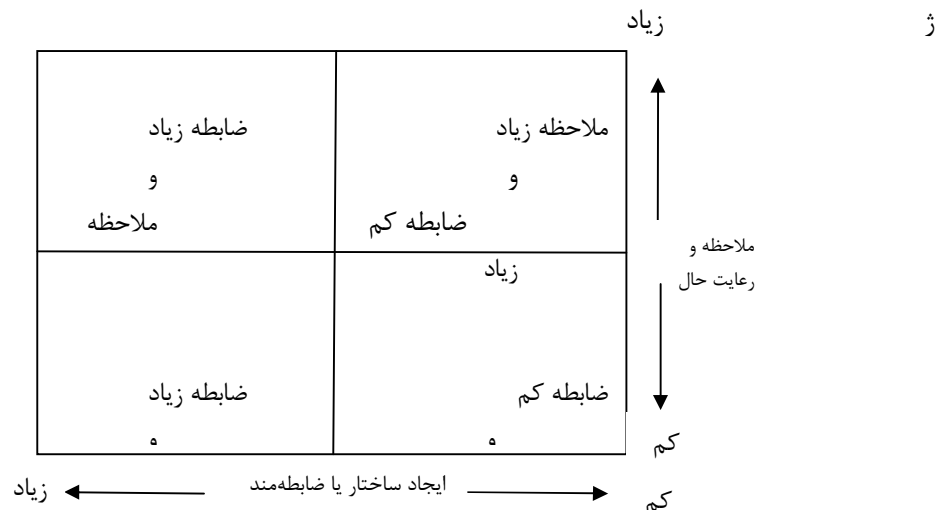 ژ
زیاد
ملاحظه زیاد
و
ضابطه کم
ضابطه زیاد
و
ملاحظه
زیاد
ملاحظه و
رعایت حال
ضابطه کم
و
ضابطه زیاد
و
کم
کم
ایجاد ساختار یا ضابطه‌مند
زیاد